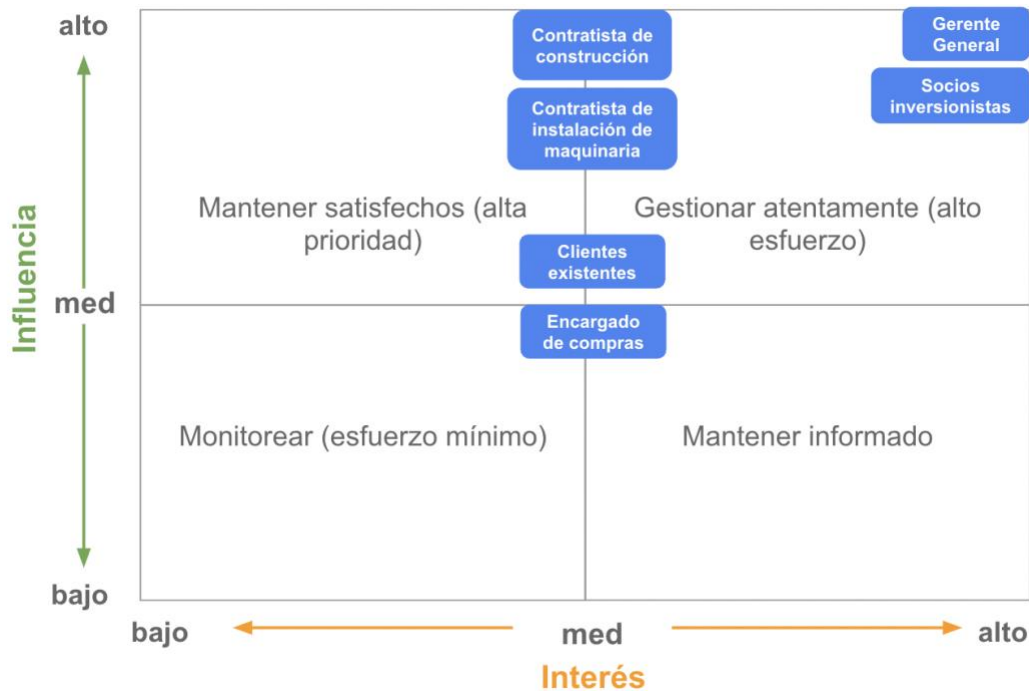 alto
Contratista de
construcción
Gerente
General
Socios
inversionistas
Contratista de
instalación de
maquinaria
Mantener satisfechos (alta
prioridad)
Gestionar atentamente (alto
esfuerzo)
Clientes
existentes
Influencia
med
Encargado
de compras
Monitorear (esfuerzo mínimo)
Mantener informado
bajo
bajo
med
alto
Interés